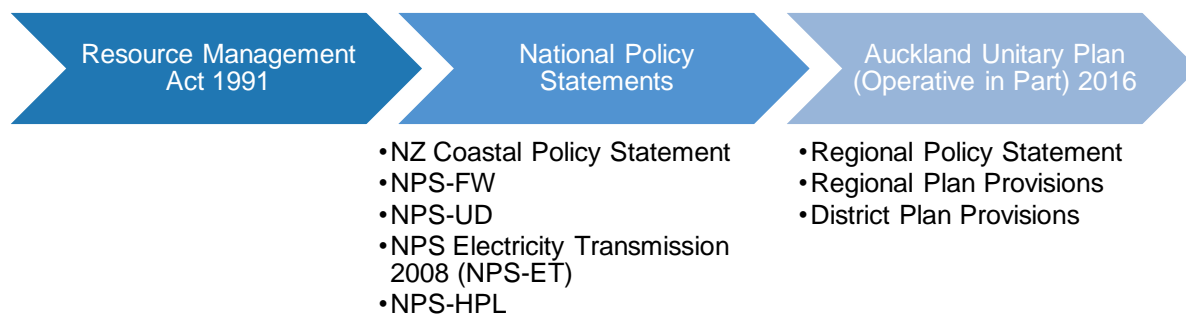 Resource Management
Act 1991
National Policy
Statements
Auckland Unitary Plan
(Operative in Part) 2016
•NZ Coastal Policy Statement
•NPS-FW
•NPS-UD
•NPS Electricity Transmission
2008 (NPS-ET)
•NPS-HPL
•Regional Policy Statement
•Regional Plan Provisions
•District Plan Provisions